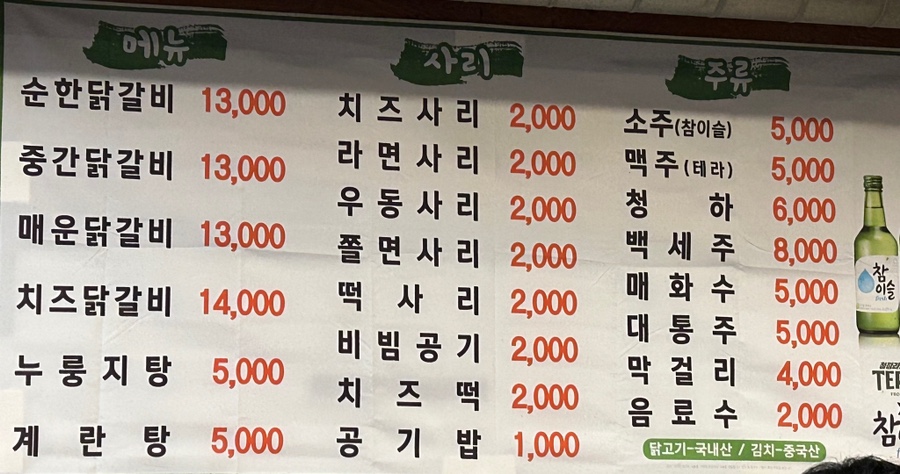 메뉴
순한닭갈비 13,000
중간닭갈비 13,000
매운닭갈비 13,000
치즈닭갈비 14,000
누룽지탕 5,000
계란탕 5,000
사리
치즈사리 2,000
라면사리 2,000
우동사리 2,000
쫄면사리 2,000
떡사리 2,000
비빔공기 2,000
치즈떡 2,000
공기밥 1,000
주류
소주(참이슬) 5,000
맥주(테라) 5,000
청하 6,000
백세주 8,000
매화수 5,000
대통주 5,000
막걸리 4,000
음료수 2,000
닭고기-국내산 / 김치-중국산
참
이슬
fresh
TER
참